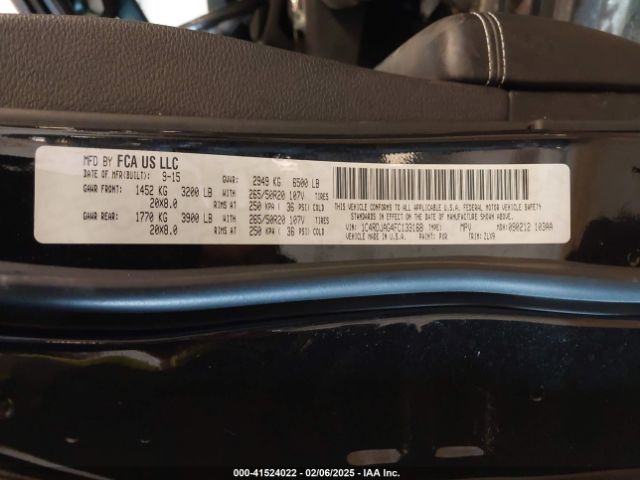 MFD BY FCA US LLC
DATE OF MFR(BUILT): 9-15 GVWR: 2949 KG 6500 LB
GAWR FRONT: 1452 KG 3200 LB WITH 265/50R20 107V TIRES
20X8.0 RIMS AT 250 KPA ( 36 PSI) COLD
GAWR REAR: 1770 KG 3900 LB WITH 265/50R20 107V TIRES
20X8.0 RIMS AT 250 KPA ( 36 PSI) COLD
THIS VEHICLE CONFORMS TO ALL APPLICABLE U.S.A. FEDERAL MOTOR VEHICLE SAFETY
STANDARDS IN EFFECT ON THE DATE OF MANUFACTURE SHOWN ABOVE.
VIN: 1C4RDJAG4FC133168 TYPE: MPV MDH: 090212 103AA
VEHICLE MADE IN U.S.A. PAINT: PXR TRIM: ZLX9
000-41524022 - 02/06/2025 - IAA Inc.